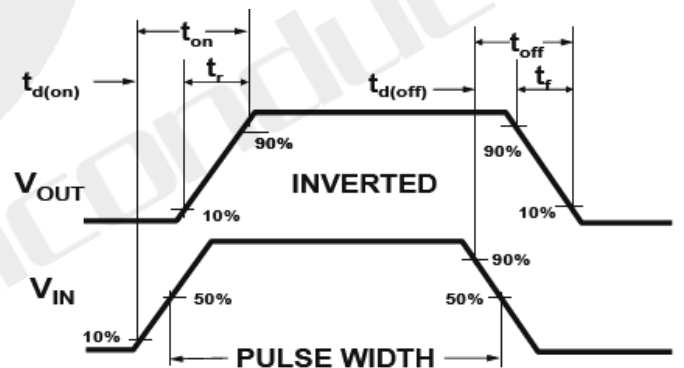 t_on t_off
t_d(on) t_r t_d(off) t_f
90% 90%
V_OUT INVERTED
10% 10%
90%
V_IN 50% 50%
10%
PULSE WIDTH